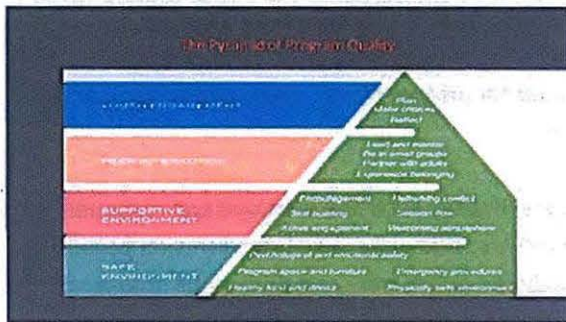 The Pyramid of Program Quality
Plan
Make choices
Reflect
Lead and mentor
Be in small groups
Partner with adults
Experience belonging
SUPPORTIVE
ENVIRONMENT
Encouragement
Reframing conflict
Skill building
Session flow
Active engagement
Welcoming atmosphere
SAFE
ENVIRONMENT
Psychological and emotional safety
Program space and furniture
Emergency procedures
Healthy food and drinks
Physically safe environment